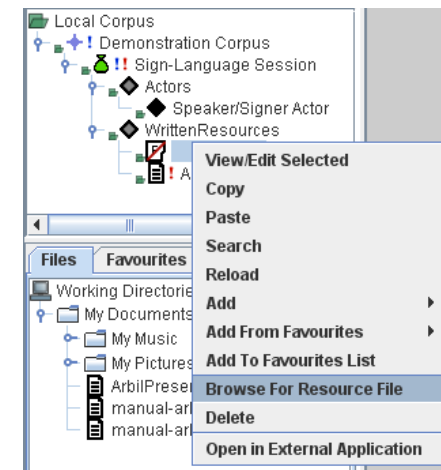 Local Corpus
! Demonstration Corpus
!! Sign-Language Session
Actors
Speaker/Signer Actor
WrittenResources
! A
View/Edit Selected
Copy
Paste
Search
Reload
Add
Add From Favourites
Add To Favourites List
Browse For Resource File
Delete
Open in External Application
Files Favourites
Working Directorie
My Documents
My Music
My Pictures
ArbilPreser
manual-arl
manual-arl